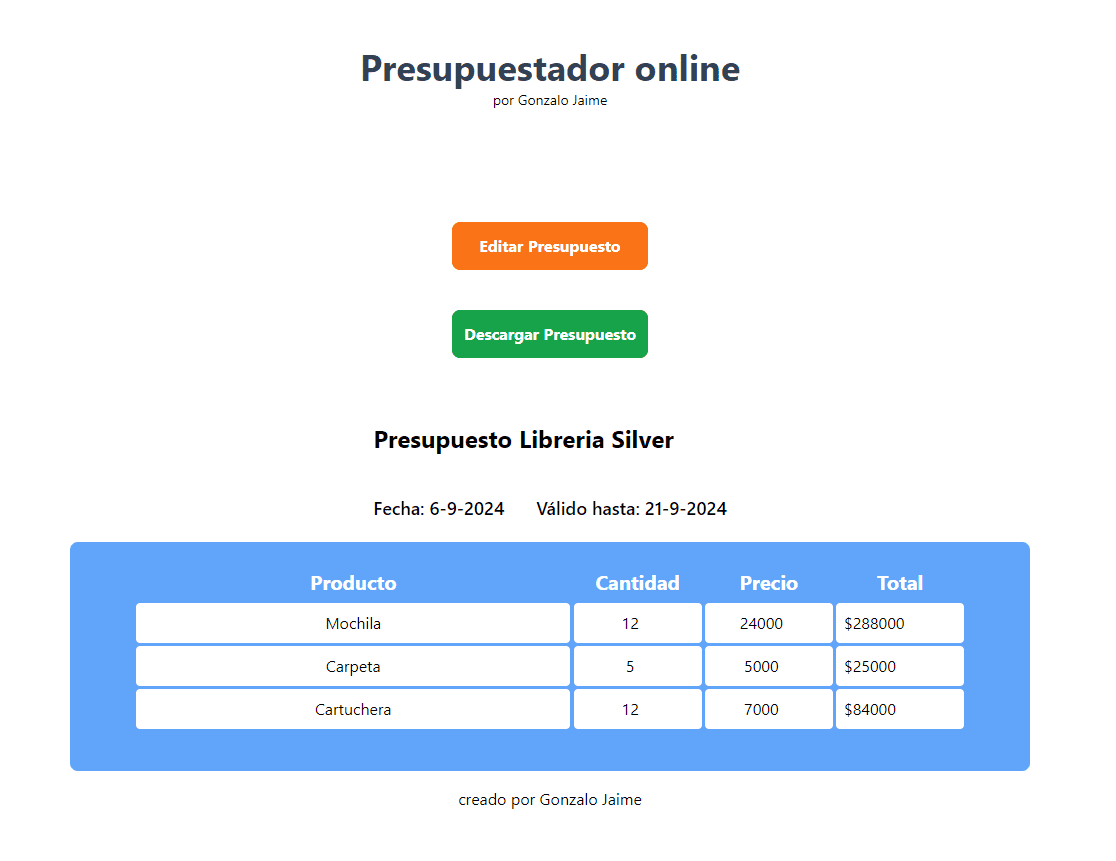 Presupuestador online
por Gonzalo Jaime
Editar Presupuesto
Descargar Presupuesto
Presupuesto Libreria Silver
Fecha: 6-9-2024 Válido hasta: 21-9-2024
Producto Cantidad Precio Total
Mochila 12 24000 $288000
Carpeta 5 5000 $25000
Cartuchera 12 7000 $84000
creado por Gonzalo Jaime